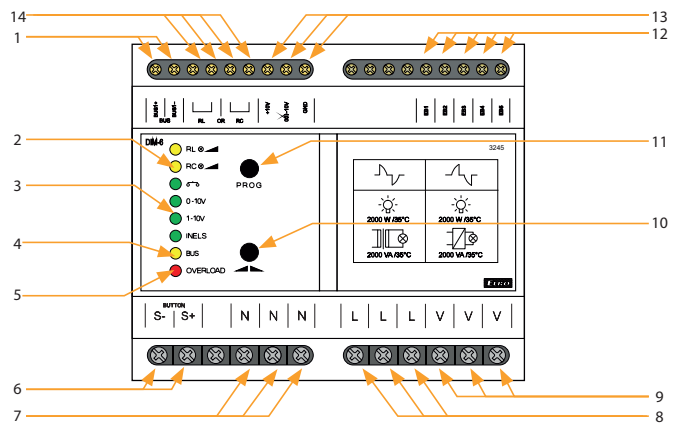 14
1
13
12
BUS1+ BUS1- +10V 0(1)-10V GND EB1 EB2 EB3 EB4 EB5
BUS RL OR RC
DIM-6
3245
2
RL
RC
PROG
11
3
0-10V
1-10V
INELS
2000 W /35°C 2000 W /35°C
4
BUS
10
5
OVERLOAD
2000 VA /35°C 2000 VA /35°C
BUTTON
S- S+ N N N L L L V V V
6
9
7
8